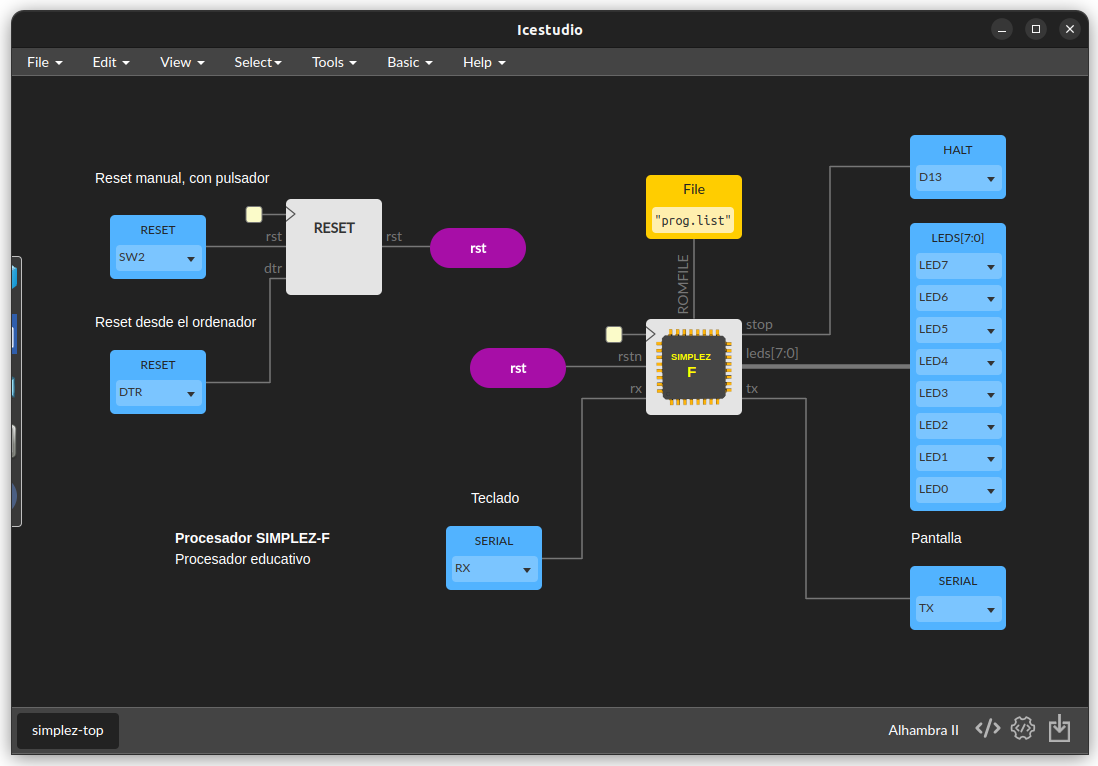 Icestudio
File Edit View Select Tools Basic Help
Reset manual, con pulsador
RESET
SW2
rst
dtr
RESET
rst
rst
Reset desde el ordenador
RESET
DTR
File
"prog.list"
ROMFILE
rst
rstn
rx
SIMPLEZ
F
stop
leds[7:0]
tx
HALT
D13
LEDS[7:0]
LED7
LED6
LED5
LED4
LED3
LED2
LED1
LED0
Teclado
SERIAL
RX
Procesador SIMPLEZ-F
Procesador educativo
Pantalla
SERIAL
TX
simplez-top
Alhambra II